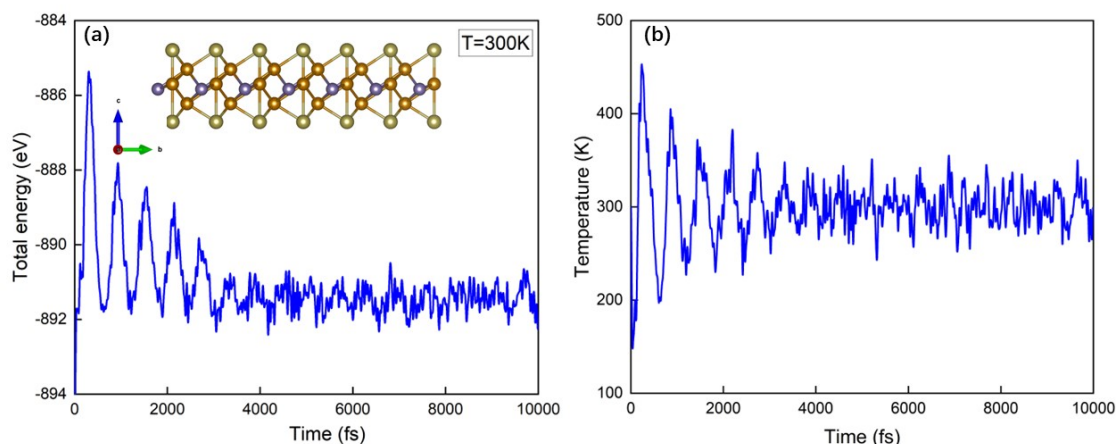 (a)
T=300K
c
b
Total energy (eV)
-884
-886
-888
-890
-892
-894
0
2000
4000
6000
8000
10000
Time (fs)
(b)
Temperature (K)
500
400
300
200
100
0
2000
4000
6000
8000
10000
Time (fs)